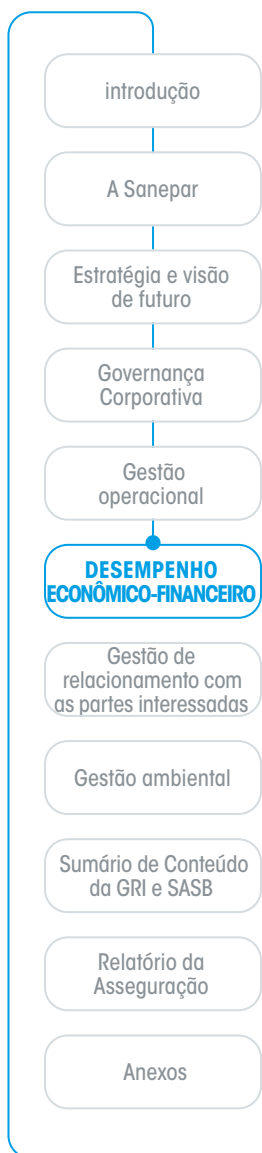 introdução
A Sanepar
Estratégia e visão
de futuro
Governança
Corporativa
Gestão
operacional
DESEMPENHO
ECONÔMICO-FINANCEIRO
Gestão de
relacionamento com
as partes interessadas
Gestão ambiental
Sumário de Conteúdo
da GRI e SASB
Relatório da
Asseguração
Anexos